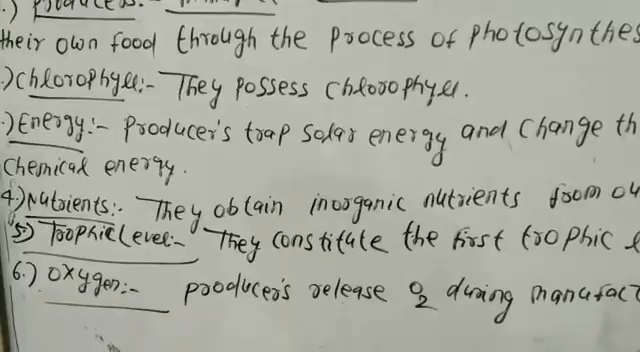 .) producers:-
their own food through the process of photosynthes
.) chlorophyll:- They possess chlorophyll.
.) Energy:- producer's trap solar energy and change th
chemical energy.
4.) Nutrients:- They obtain inorganic nutrients from ou
5) Trophic Level:- They constitute the first trophic l
6.) oxygen:- producer's release O2 during manufact